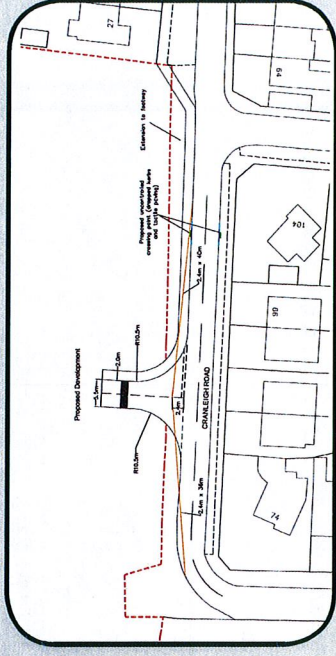 27
64
Extension to footway
Proposed uncontrolled
crossing point (dropped kerbs
and tactile paving)
104
2.4m x 40m
66
Proposed Development
R10.5m
2.0m
5.5m
2.4m
CRANLEIGH ROAD
R10.5m
2.4m x 36m
74